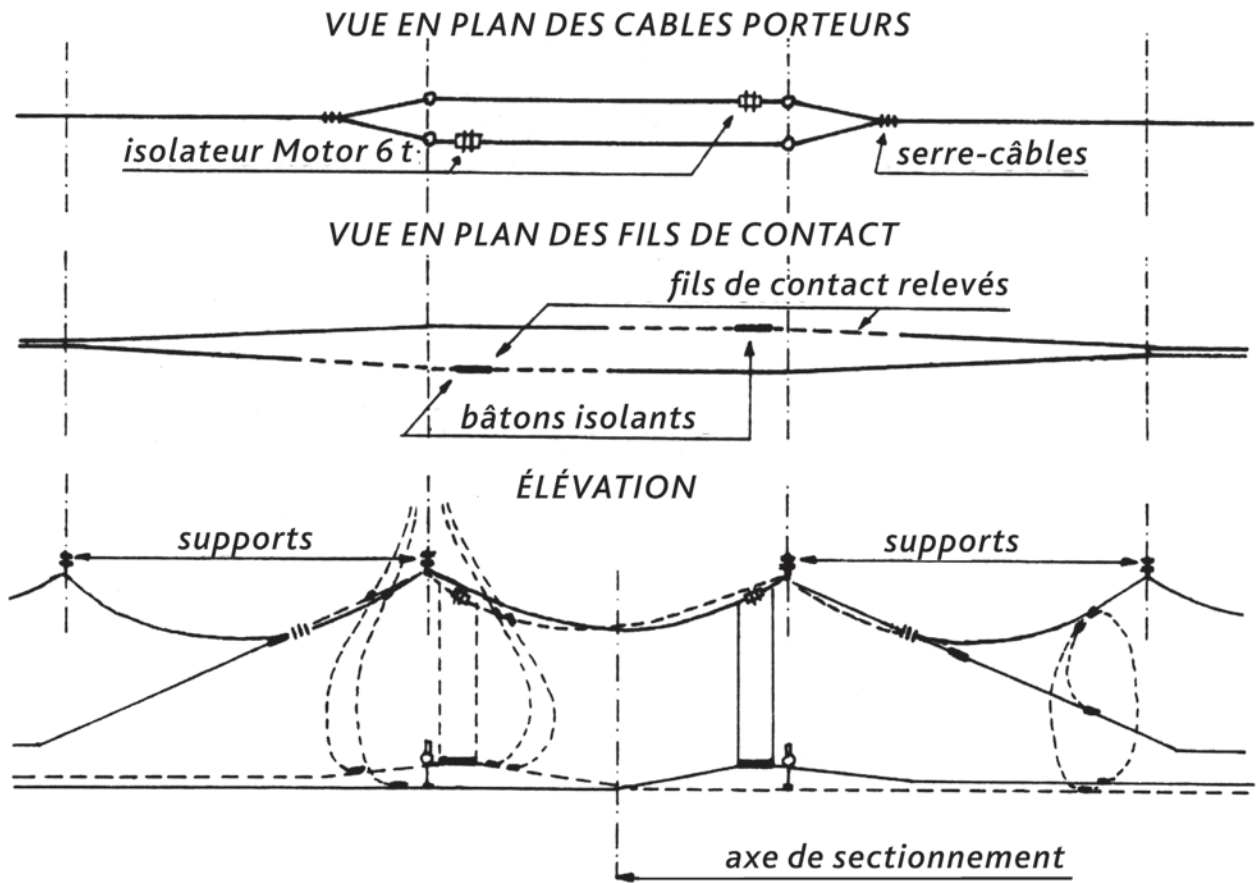 VUE EN PLAN DES CABLES PORTEURS
isolateur Motor 6 t
serre-câbles
VUE EN PLAN DES FILS DE CONTACT
fils de contact relevés
bâtons isolants
ÉLÉVATION
supports
supports
axe de sectionnement